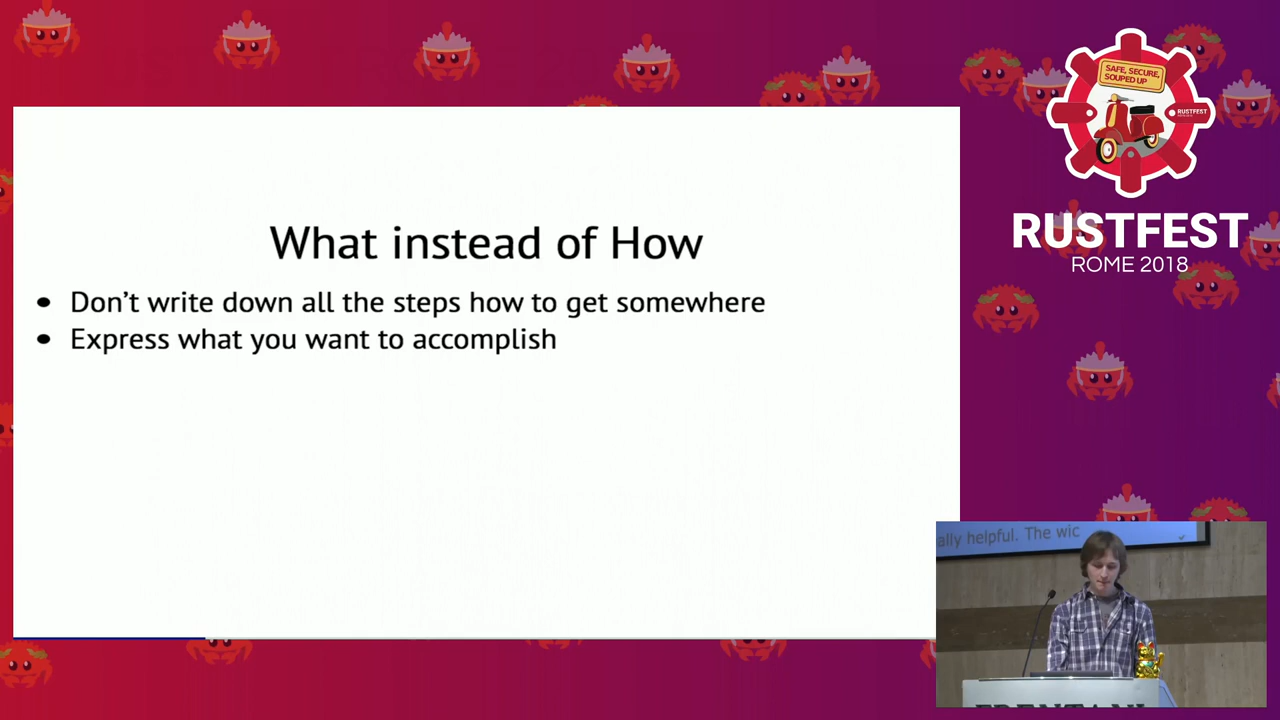 SAFE, SECURE,
SOUPED UP
RUSTFEST
RUSTFEST
ROME 2018
What instead of How
• Don’t write down all the steps how to get somewhere
• Express what you want to accomplish
ally helpful. The wic
FRENTANI